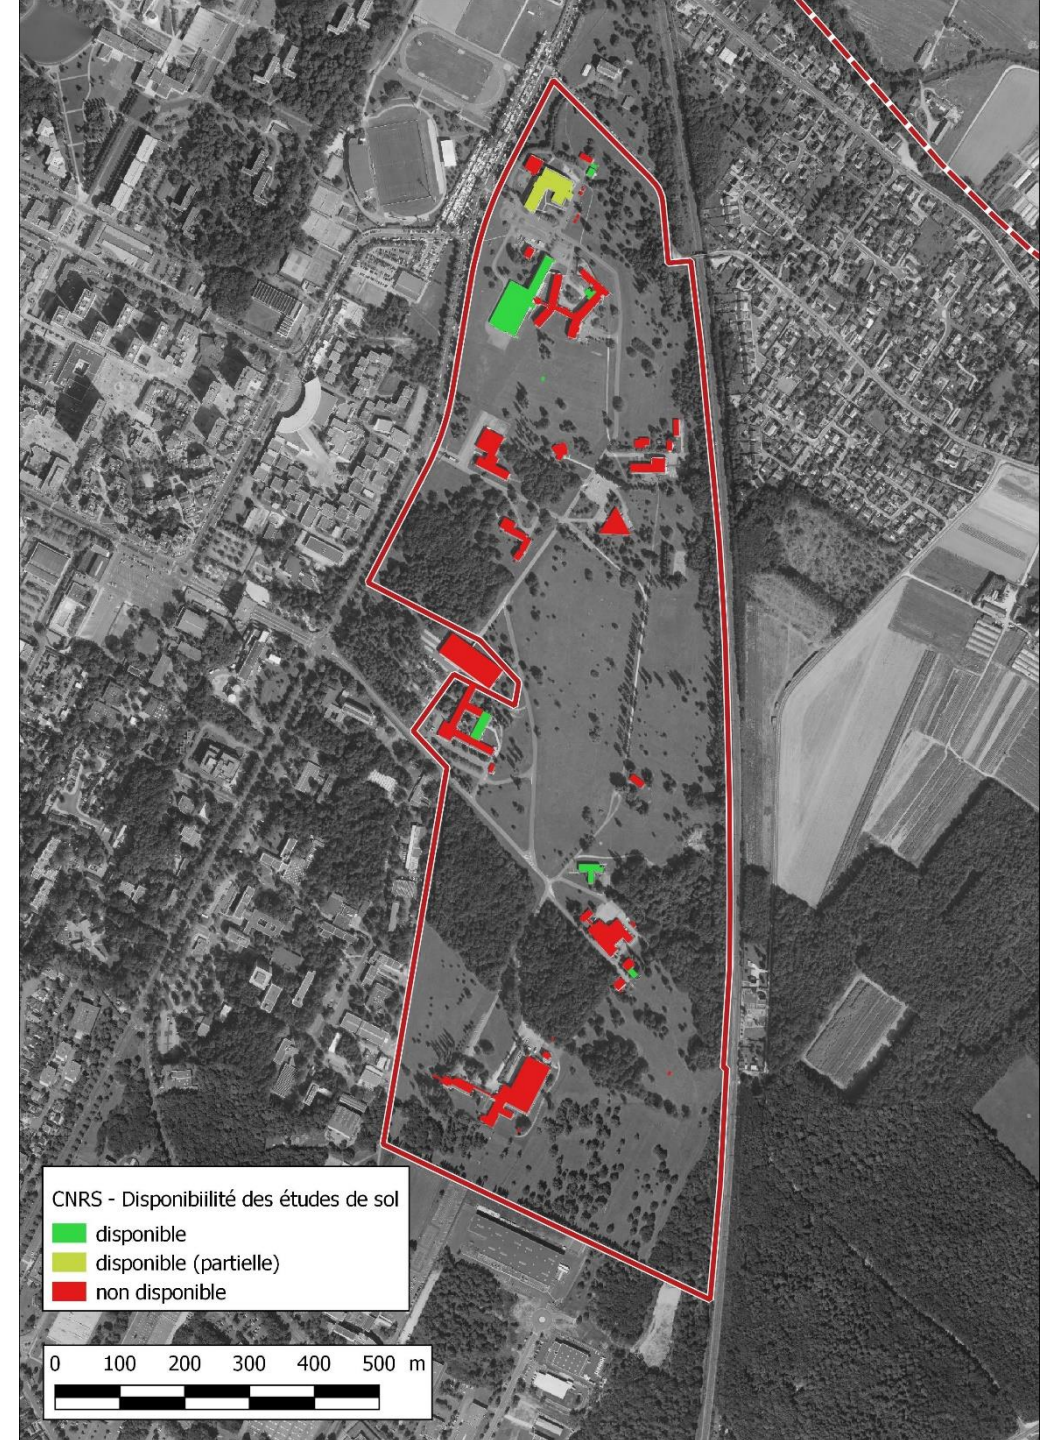 CNRS - Disponibiilité des études de sol
disponible
disponible (partielle)
non disponible
0 100 200 300 400 500 m